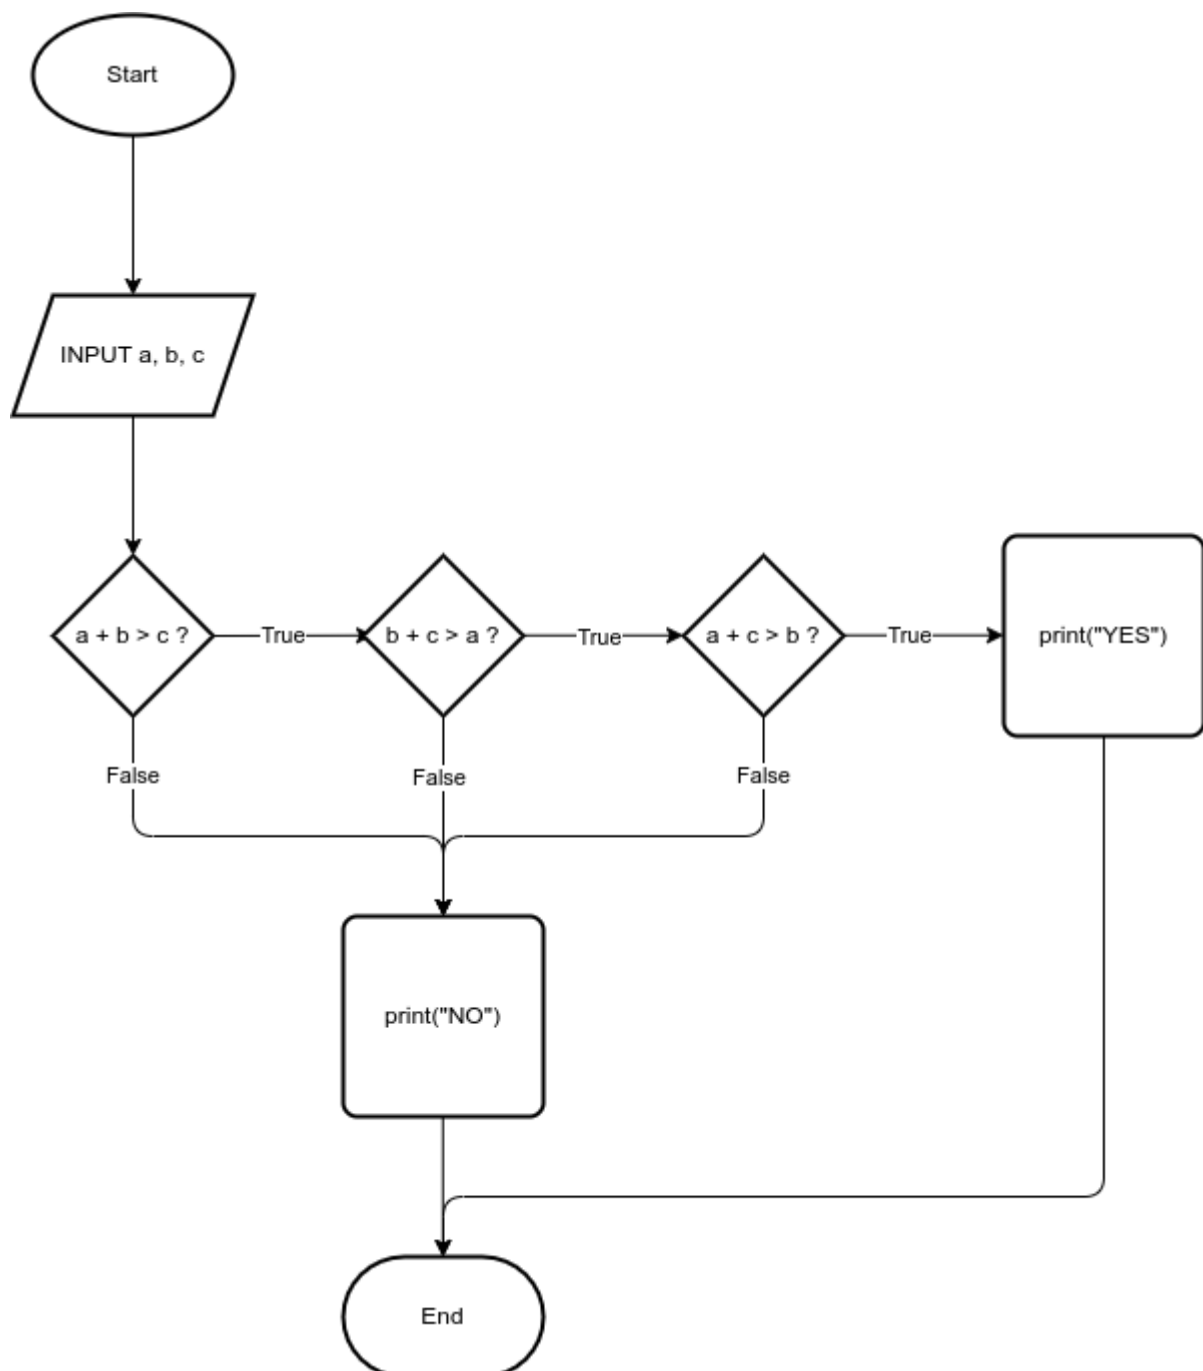 Start
INPUT a, b, c
a + b > c ?
True
b + c > a ?
True
a + c > b ?
True
print("YES")
False
False
False
print("NO")
End